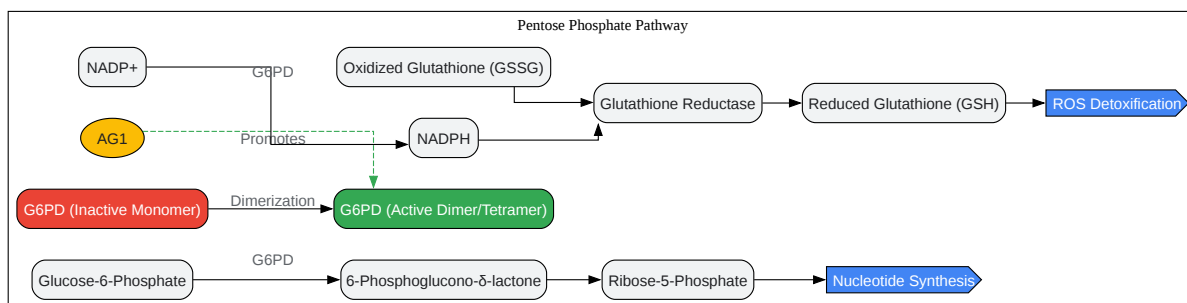 Pentose Phosphate Pathway
NADP+
G6PD
Oxidized Glutathione (GSSG)
Glutathione Reductase
Reduced Glutathione (GSH)
ROS Detoxification
AG1
Promotes
NADPH
G6PD (Inactive Monomer)
Dimerization
G6PD (Active Dimer/Tetramer)
Glucose-6-Phosphate
G6PD
6-Phosphoglucono-δ-lactone
Ribose-5-Phosphate
Nucleotide Synthesis